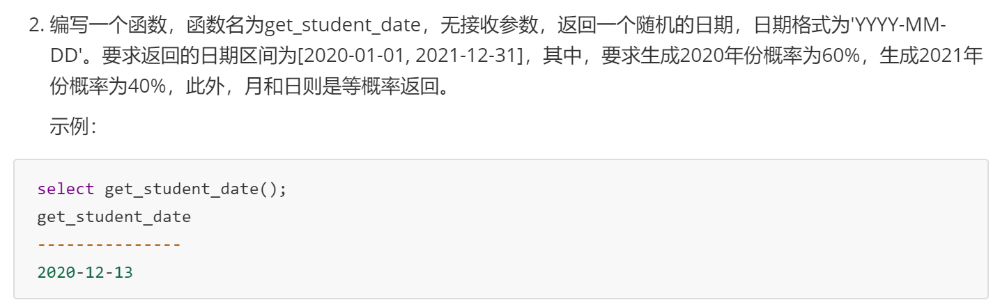 2. 编写一个函数，函数名为get_student_date，无接收参数，返回一个随机的日期，日期格式为'YYYY-MM-
DD'。要求返回的日期区间为[2020-01-01, 2021-12-31]，其中，要求生成2020年份概率为60%，生成2021年
份概率为40%，此外，月和日则是等概率返回。
示例：
select get_student_date();
get_student_date
---------------
2020-12-13